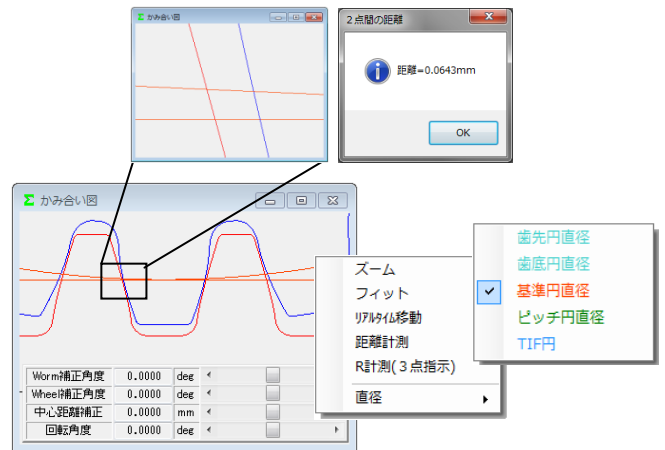 Σ かみ合い図
2点間の距離
距離=0.0643mm
OK
Σ かみ合い図
Worm補正角度 0.0000 deg
Wheel補正角度 0.0000 deg
中心距離補正 0.0000 mm
回転角度 0.0000 deg
ズーム
フィット
リアルタイム移動
距離計測
R計測(3点指示)
直径
歯先円直径
歯底円直径
基準円直径
ピッチ円直径
TIF円